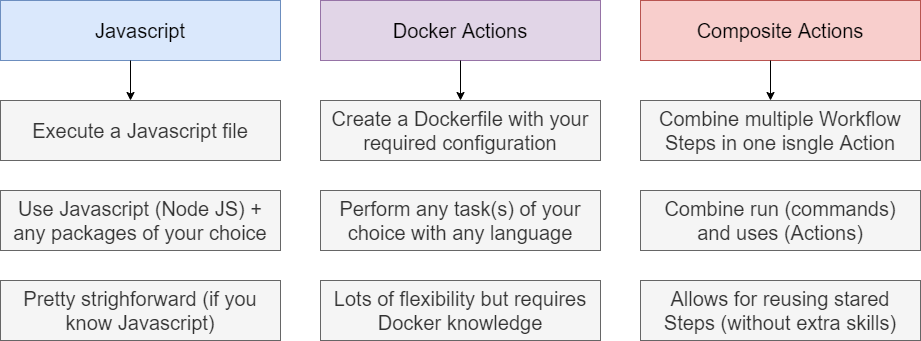 Javascript
Docker Actions
Composite Actions
Execute a Javascript file
Create a Dockerfile with your
required configuration
Combine multiple Workflow
Steps in one isngle Action
Use Javascript (Node JS) +
any packages of your choice
Perform any task(s) of your
choice with any language
Combine run (commands)
and uses (Actions)
Pretty strighforward (if you
know Javascript)
Lots of flexibility but requires
Docker knowledge
Allows for reusing stared
Steps (without extra skills)